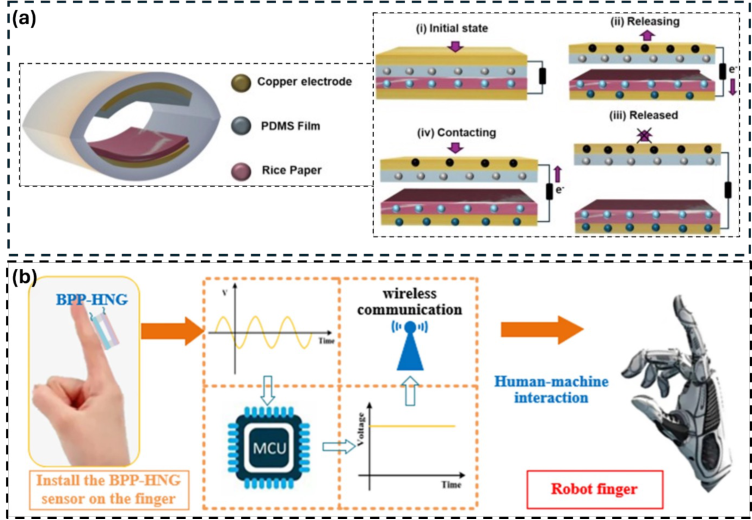 (a)
Copper electrode
PDMS Film
Rice Paper
(i) Initial state
(ii) Releasing
e⁻
(iv) Contacting
(iii) Released
e⁻
(b)
BPP-HNG
Install the BPP-HNG
sensor on the finger
V
Time
wireless
communication
MCU
Voltage
Time
Human-machine
interaction
Robot finger